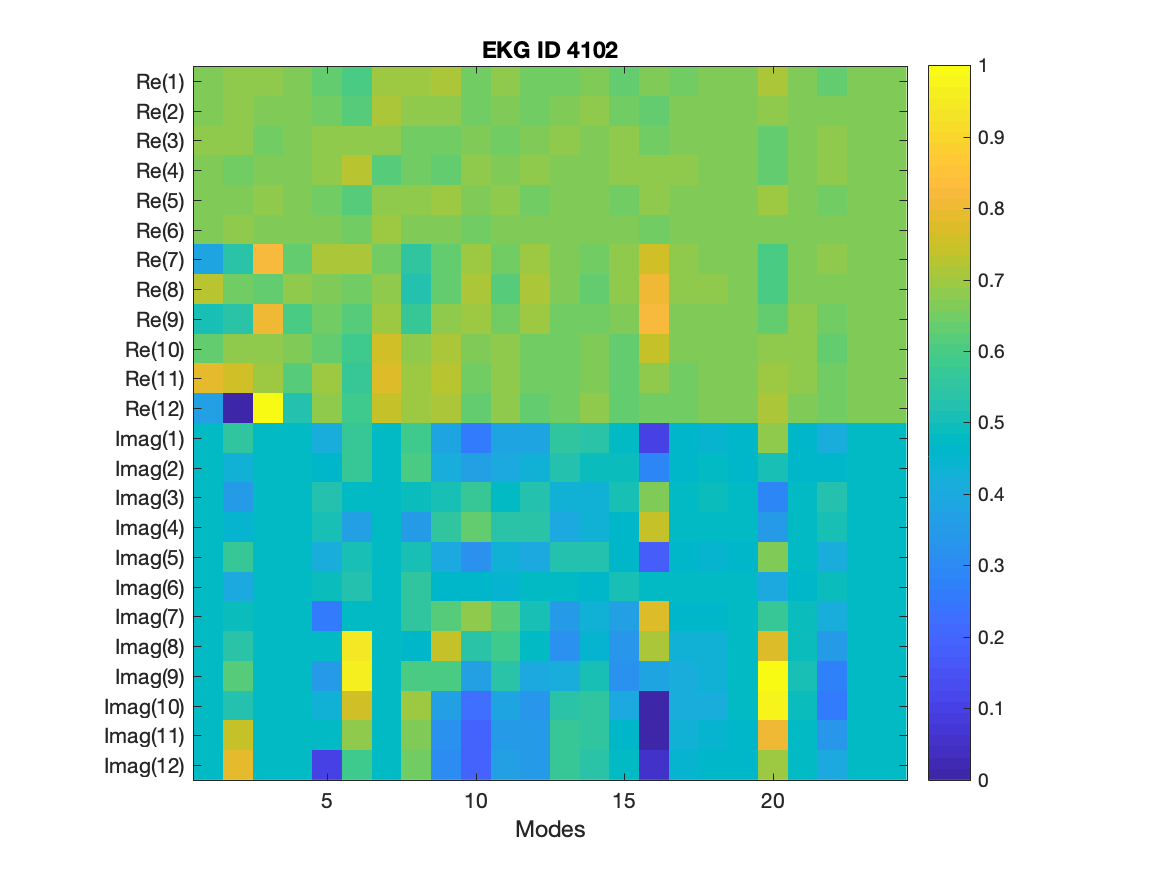 EKG ID 4102
Re(1)
Re(2)
Re(3)
Re(4)
Re(5)
Re(6)
Re(7)
Re(8)
Re(9)
Re(10)
Re(11)
Re(12)
Imag(1)
Imag(2)
Imag(3)
Imag(4)
Imag(5)
Imag(6)
Imag(7)
Imag(8)
Imag(9)
Imag(10)
Imag(11)
Imag(12)
5 10 15 20
Modes
1
0.9
0.8
0.7
0.6
0.5
0.4
0.3
0.2
0.1
0